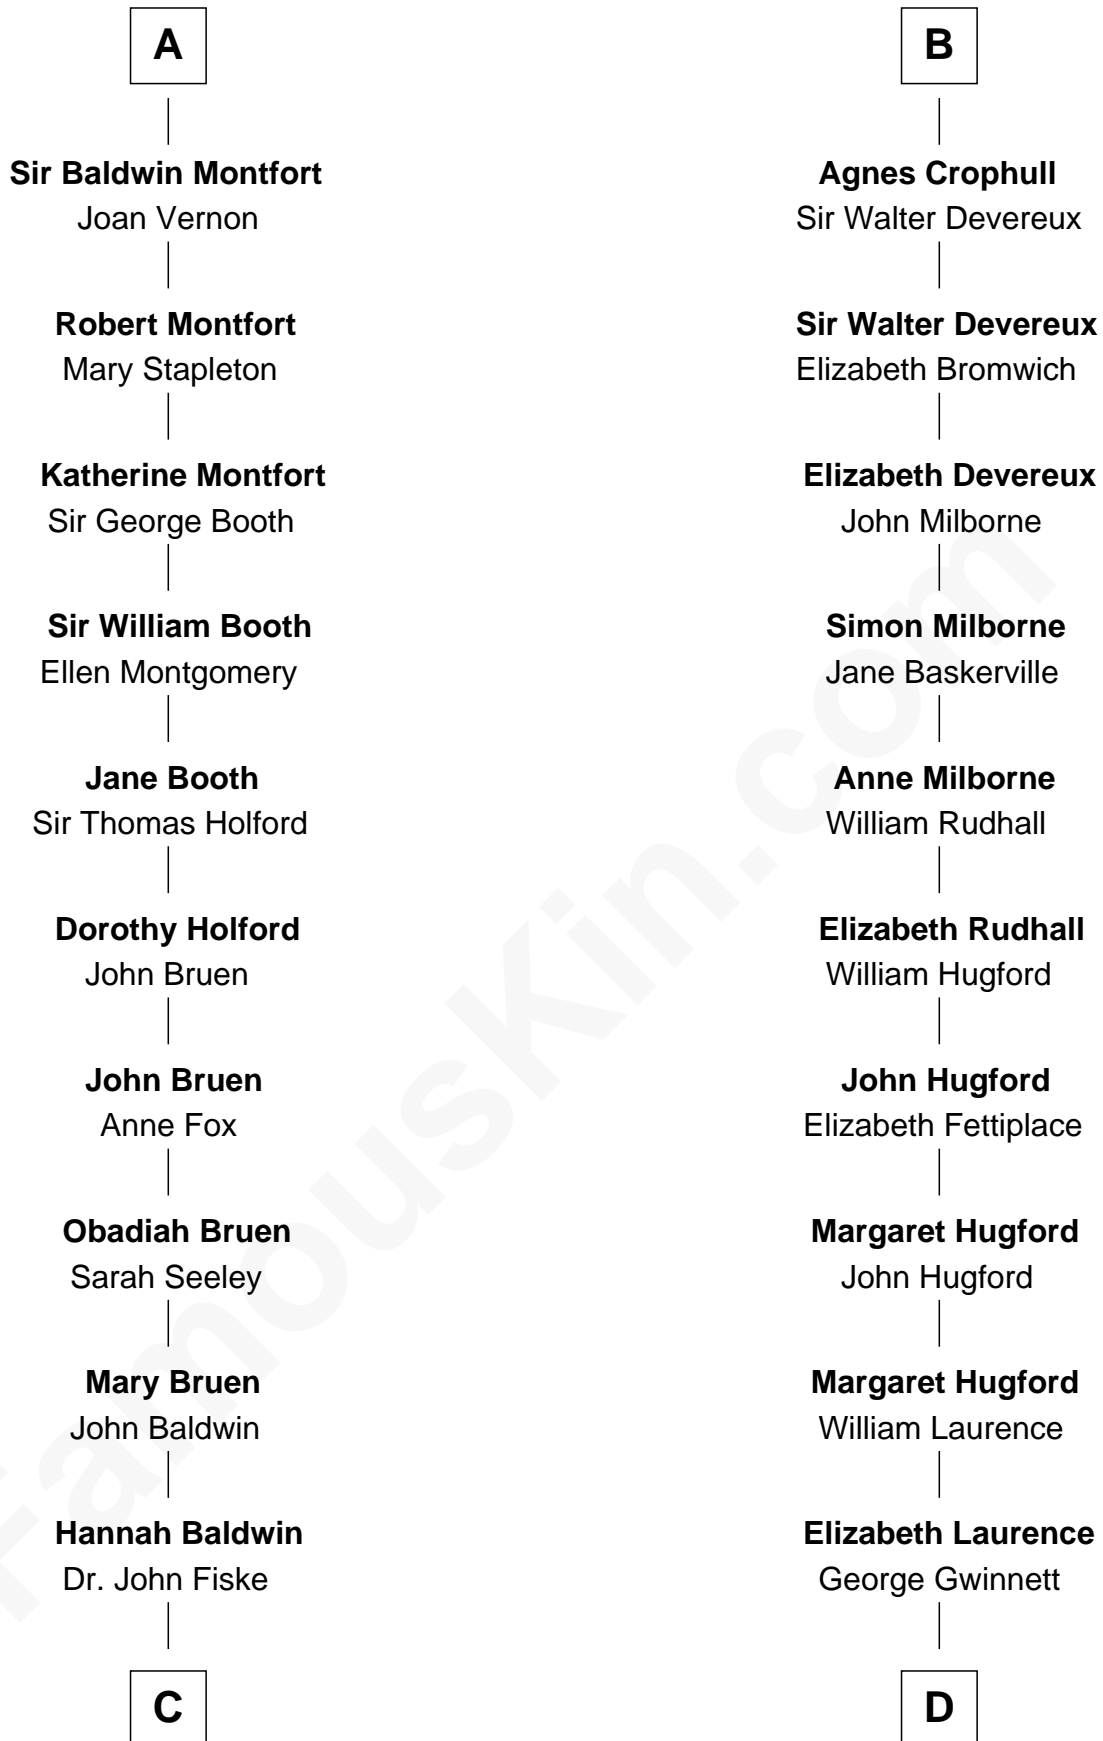 A
Sir Baldwin Montfort
Joan Vernon
Robert Montfort
Mary Stapleton
Katherine Montfort
Sir George Booth
Sir William Booth
Ellen Montgomery
Jane Booth
Sir Thomas Holford
Dorothy Holford
John Bruen
John Bruen
Anne Fox
Obadiah Bruen
Sarah Seeley
Mary Bruen
John Baldwin
Hannah Baldwin
Dr. John Fiske
C
B
Agnes Crophull
Sir Walter Devereux
Sir Walter Devereux
Elizabeth Bromwich
Elizabeth Devereux
John Milborne
Simon Milborne
Jane Baskerville
Anne Milborne
William Rudhall
Elizabeth Rudhall
William Hugford
John Hugford
Elizabeth Fettiplace
Margaret Hugford
John Hugford
Margaret Hugford
William Laurence
Elizabeth Laurence
George Gwinnett
D
FamousKin.com